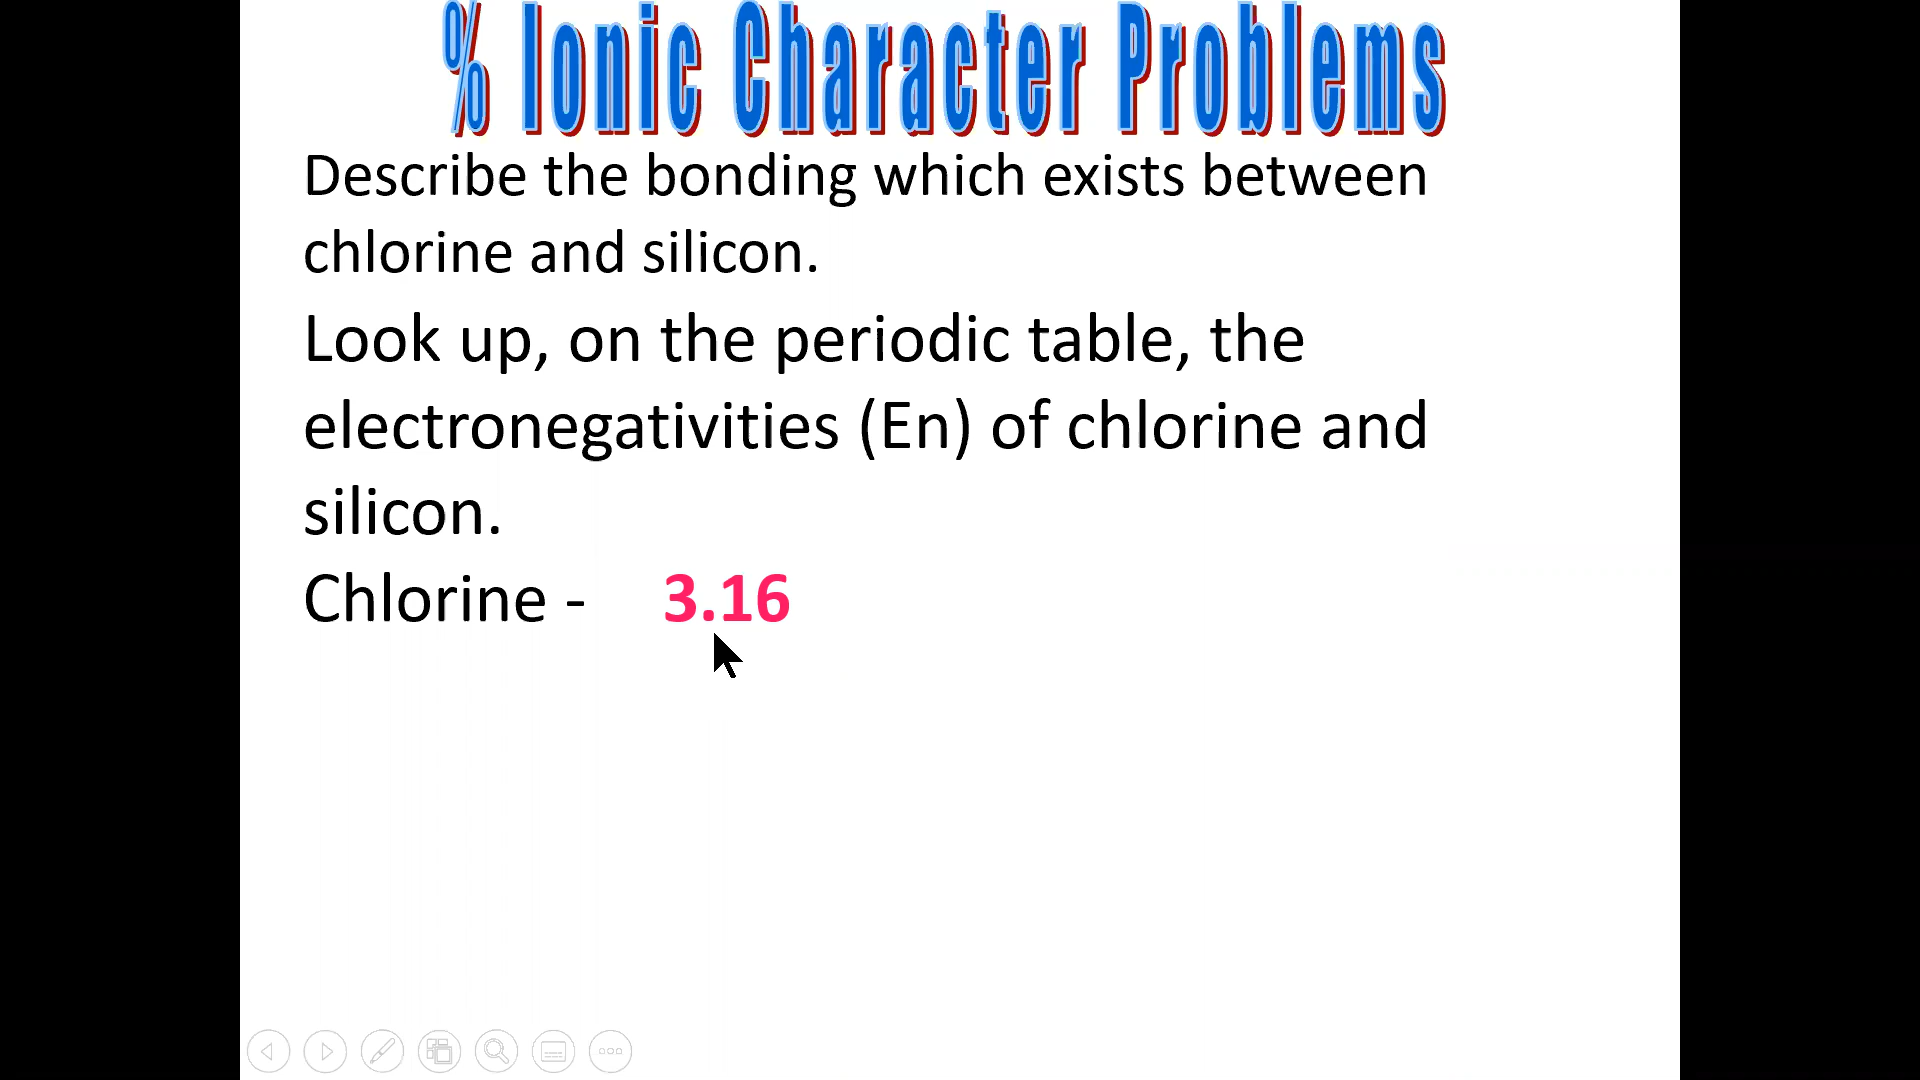 % Ionic Character Problems
Describe the bonding which exists between
chlorine and silicon.
Look up, on the periodic table, the
electronegativities (En) of chlorine and
silicon.
Chlorine - 3.16